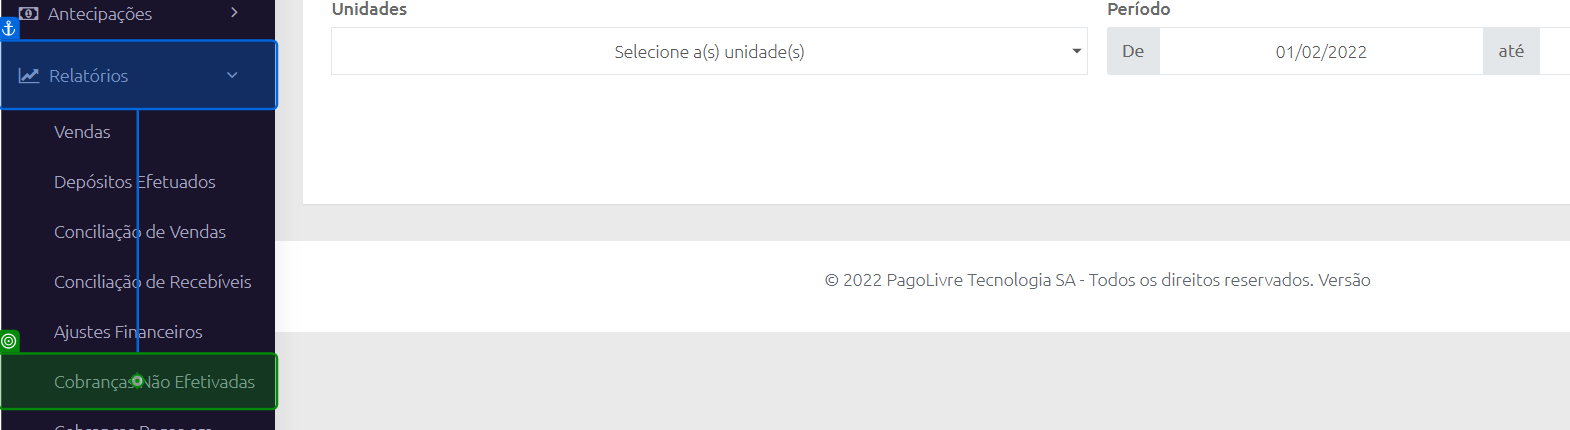 Antecipações
Relatórios
Vendas
Depósitos Efetuados
Conciliação de Vendas
Conciliação de Recebíveis
Ajustes Financeiros
Cobranças Não Efetivadas
Unidades
Selecione a(s) unidade(s)
Período
De
01/02/2022
até
© 2022 PagoLivre Tecnologia SA - Todos os direitos reservados. Versão